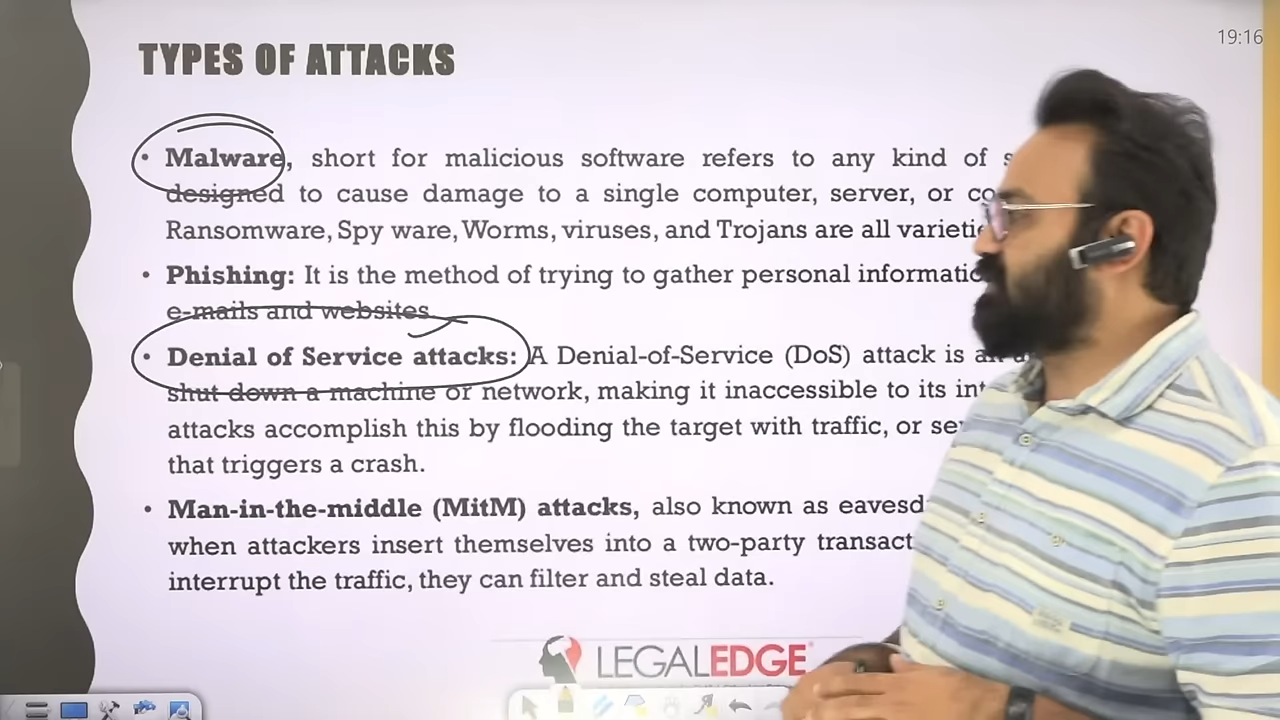 19:16
TYPES OF ATTACKS
• Malware, short for malicious software refers to any kind of
designed to cause damage to a single computer, server, or
Ransomware, Spy ware, Worms, viruses, and Trojans are all
• Phishing: It is the method of trying to gather personal
e-mails and websites.
• Denial of Service attacks: A Denial-of-Service (DoS) attack is
shut down a machine or network, making it inaccessible to its
attacks accomplish this by flooding the target with traffic, or
that triggers a crash.
• Man-in-the-middle (MitM) attacks, also known as
when attackers insert themselves into a two-party
interrupt the traffic, they can filter and steal data.
LEGALEDGE